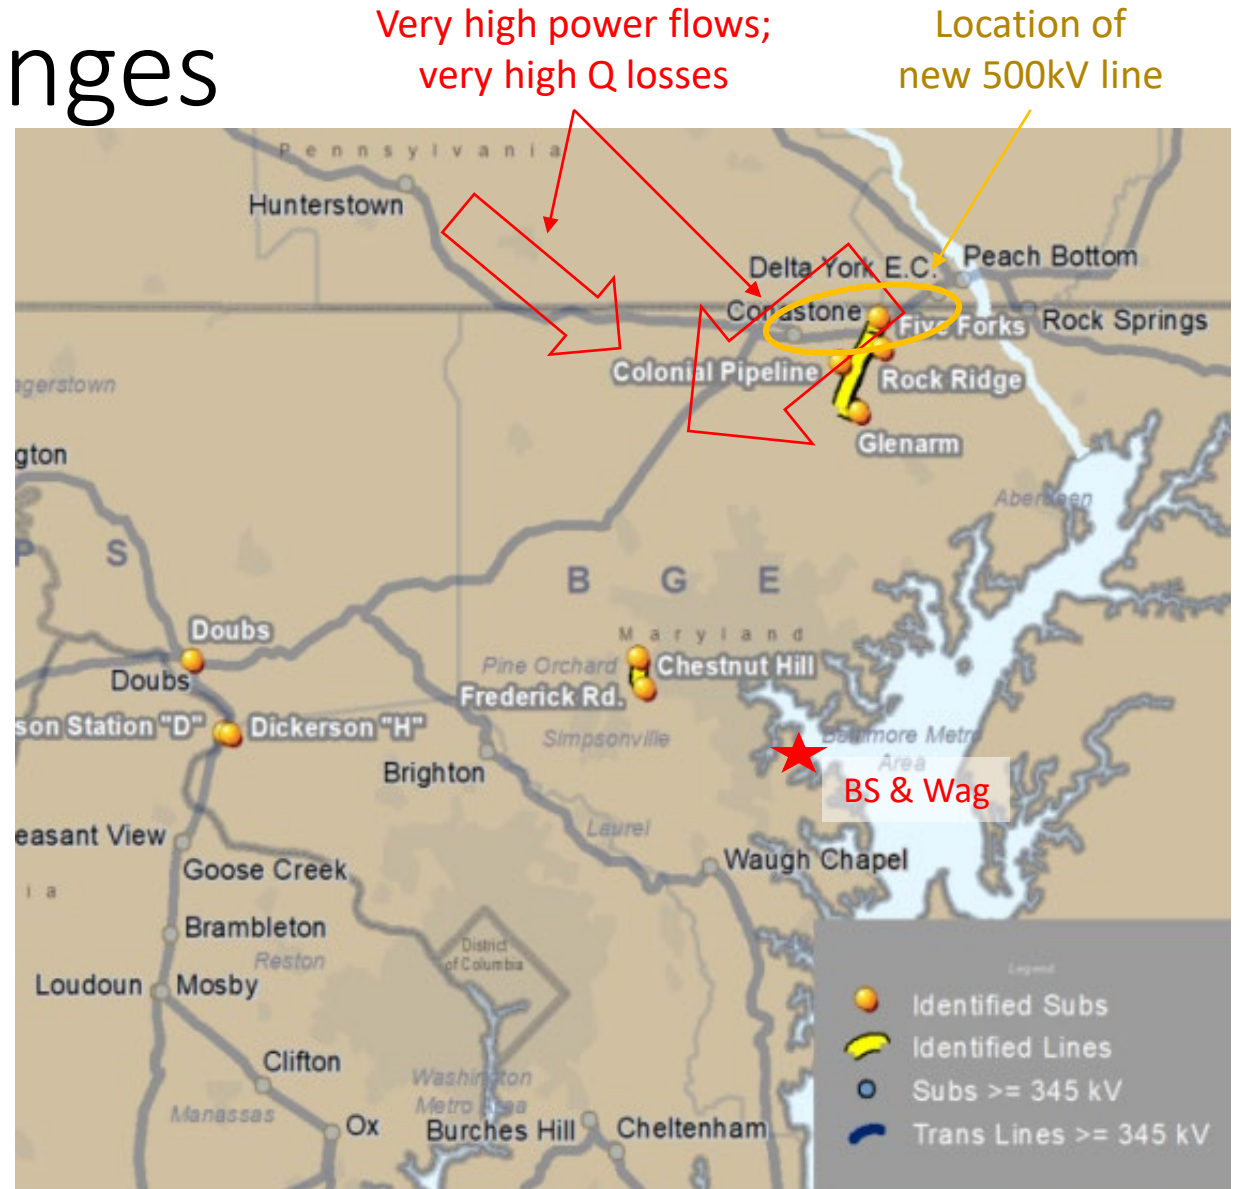 nges
Very high power flows;
very high Q losses
Location of
new 500kV line
Pennsylvania
Hunterstown
Delta York E.C.
Peach Bottom
Conastone
Five Forks
Rock Springs
Colonial Pipeline
Rock Ridge
agerstown
Glenarm
gton
Aberdeen
P S
B G E
Doubs
Maryland
Pine Orchard
Chestnut Hill
Doubs
Frederick Rd.
son Station "D"
Dickerson "H"
Simpsonville
Baltimore Metro
Area
Brighton
BS & Wag
Laurel
easant View
Waugh Chapel
Goose Creek
ia
Brambleton
District
of Columbia
Reston
Loudoun
Mosby
Legend
Identified Subs
Identified Lines
Clifton
Subs >= 345 kV
Washington
Metro Area
Manassas
Ox
Burches Hill
Cheltenham
Trans Lines >= 345 kV